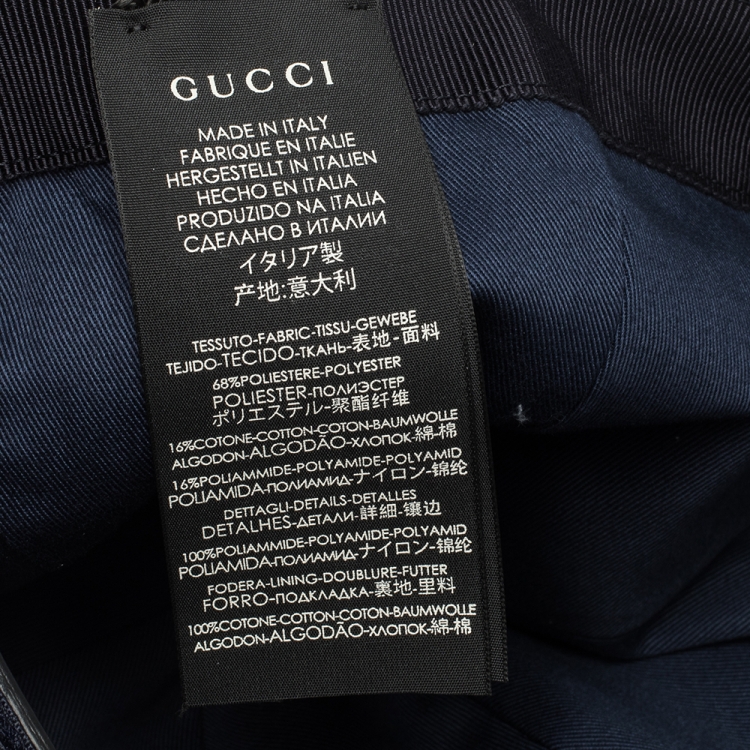 GUCCI
MADE IN ITALY
FABRIQUE EN ITALIE
HERGESTELLT IN ITALIEN
HECHO EN ITALIA
PRODUZIDO NA ITALIA
СДЕЛАНО В ИТАЛИИ
イタリア製
产地:意大利
TESSUTO-FABRIC-TISSU-GEWEBE
TEJIDO-TECIDO-ТКАНЬ-表地-面料
68%POLIESTERE-POLYESTER
POLIESTER-ПОЛИЭСТЕР
ポリエステル-聚酯纤维
16%COTONE-COTTON-COTON-BAUMWOLLE
ALGODON-ALGODÃO-ХЛОПОК-綿-棉
16%POLIAMMIDE-POLYAMIDE-POLYAMID
POLIAMIDA-ПОЛИАМИД-ナイロン-锦纶
DETTAGLI-DETAILS-DETALLES
DETALHES-ДЕТАЛИ-詳細-镶边
100%POLIAMMIDE-POLYAMIDE-POLYAMID
POLIAMIDA-ПОЛИАМИД-ナイロン-锦纶
FODERA-LINING-DOUBLURE-FUTTER
FORRO-ПОДКЛАДКА-裏地-里料
100%COTONE-COTTON-COTON-BAUMWOLLE
ALGODON-ALGODÃO-ХЛОПОК-綿-棉